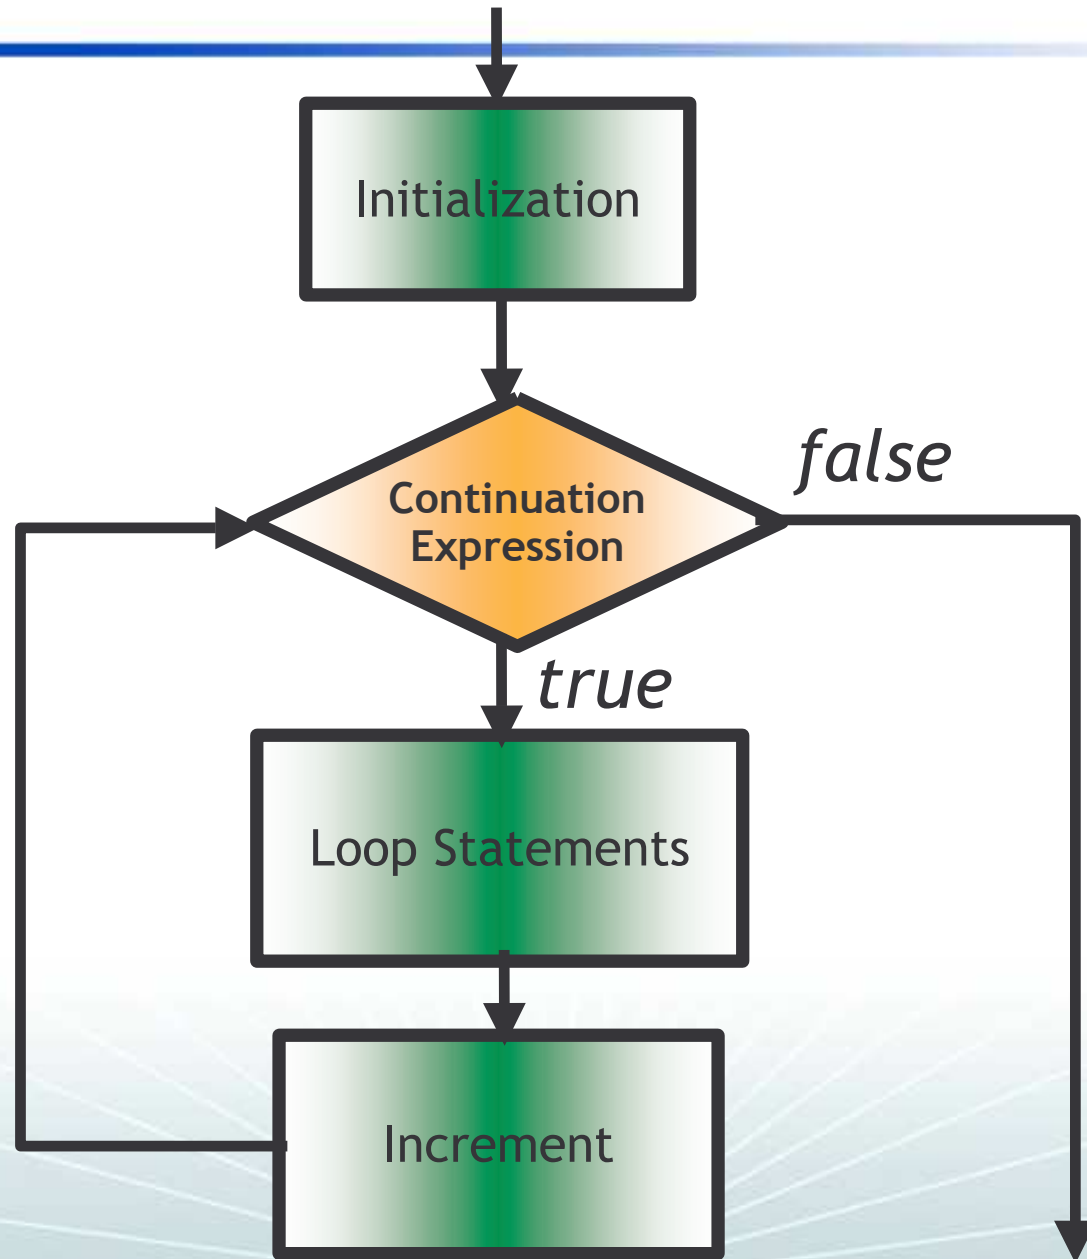 Initialization
false
Continuation
Expression
true
Loop Statements
Increment